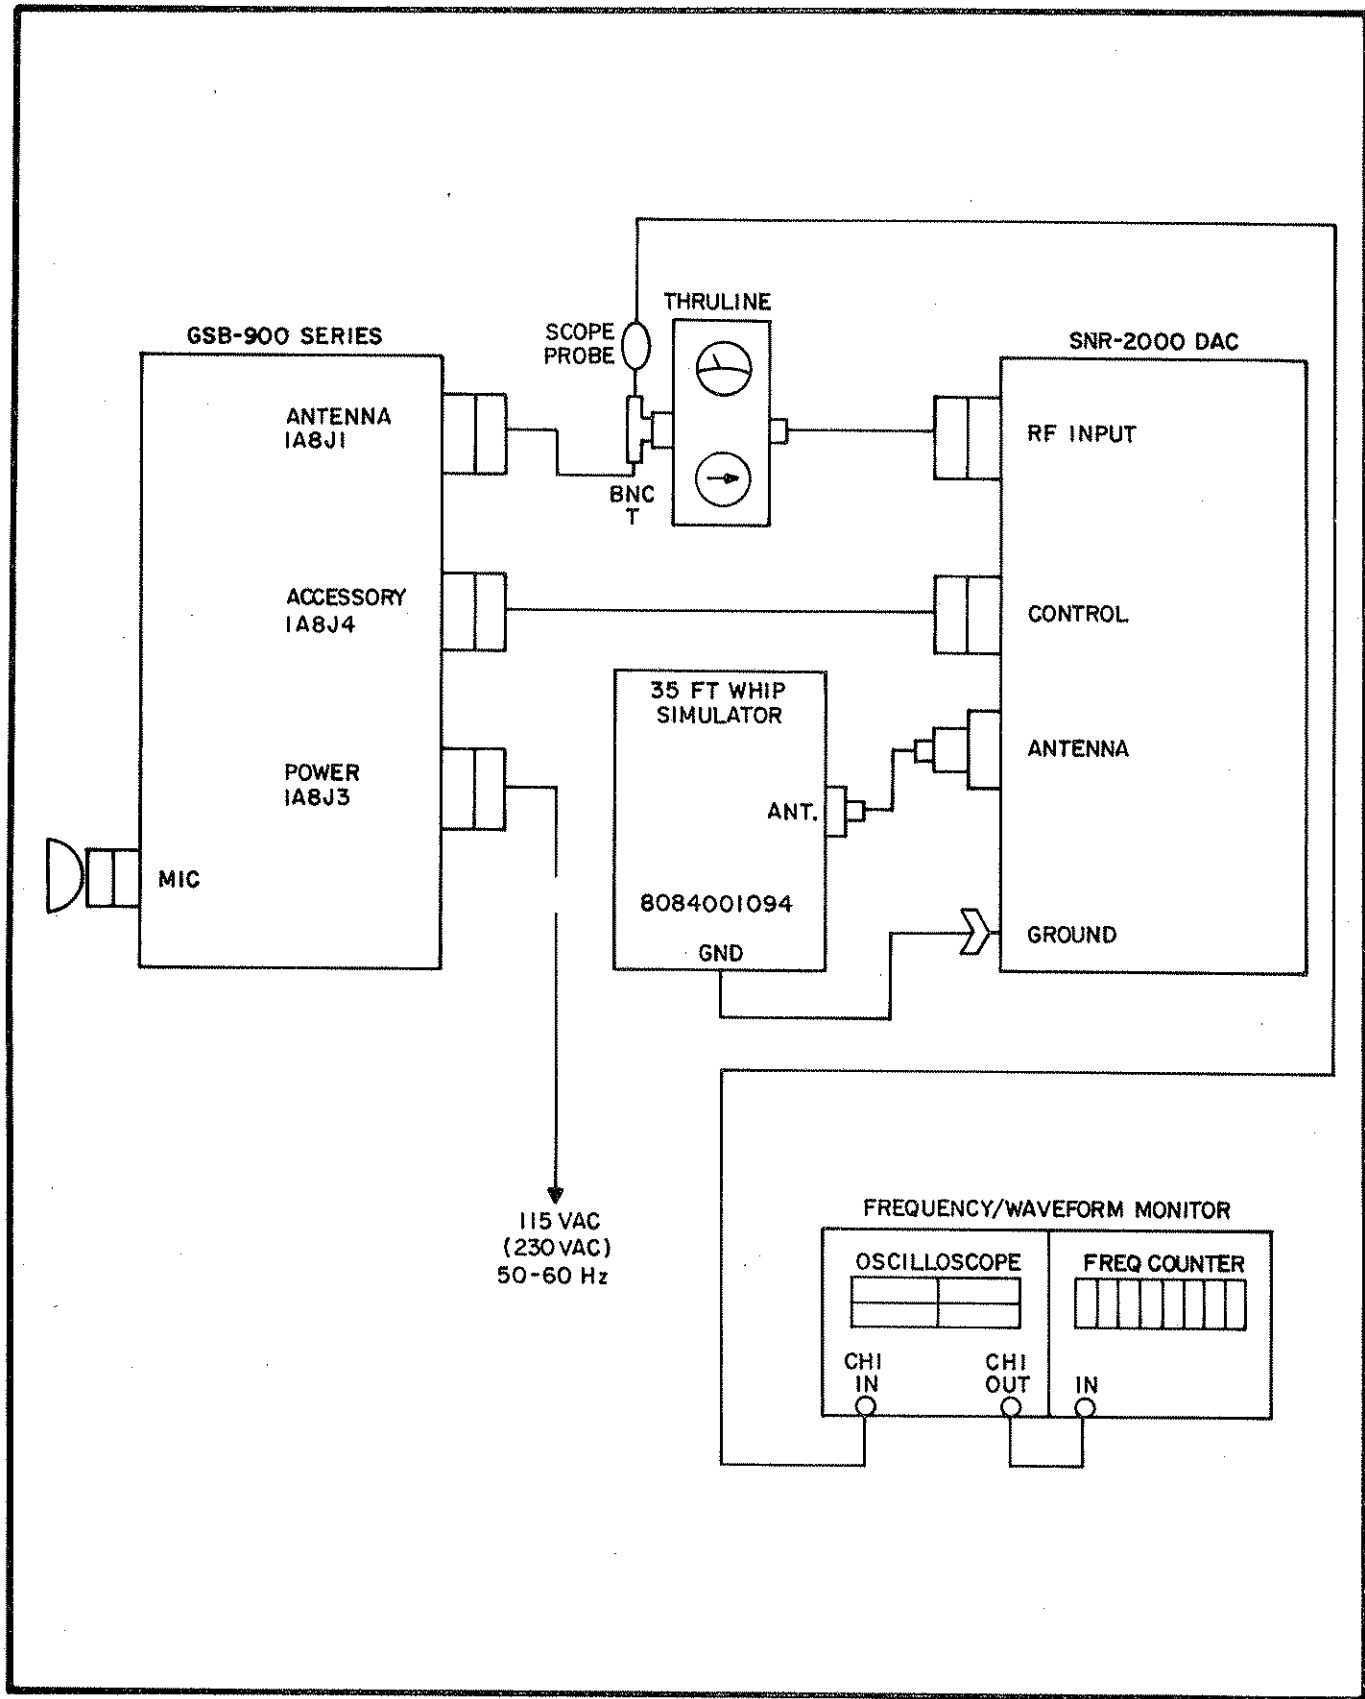 THRULINE
GSB-900 SERIES
SCOPE
PROBE
SNR-2000 DAC
ANTENNA
1A8J1
RF INPUT
BNC
T
ACCESSORY
1A8J4
CONTROL
35 FT WHIP
SIMULATOR
ANTENNA
POWER
1A8J3
ANT.
MIC
8084001094
GROUND
GND
115 VAC
(230 VAC)
50-60 Hz
FREQUENCY/WAVEFORM MONITOR
OSCILLOSCOPE
FREQ COUNTER
CH1
IN
CH1
OUT
IN